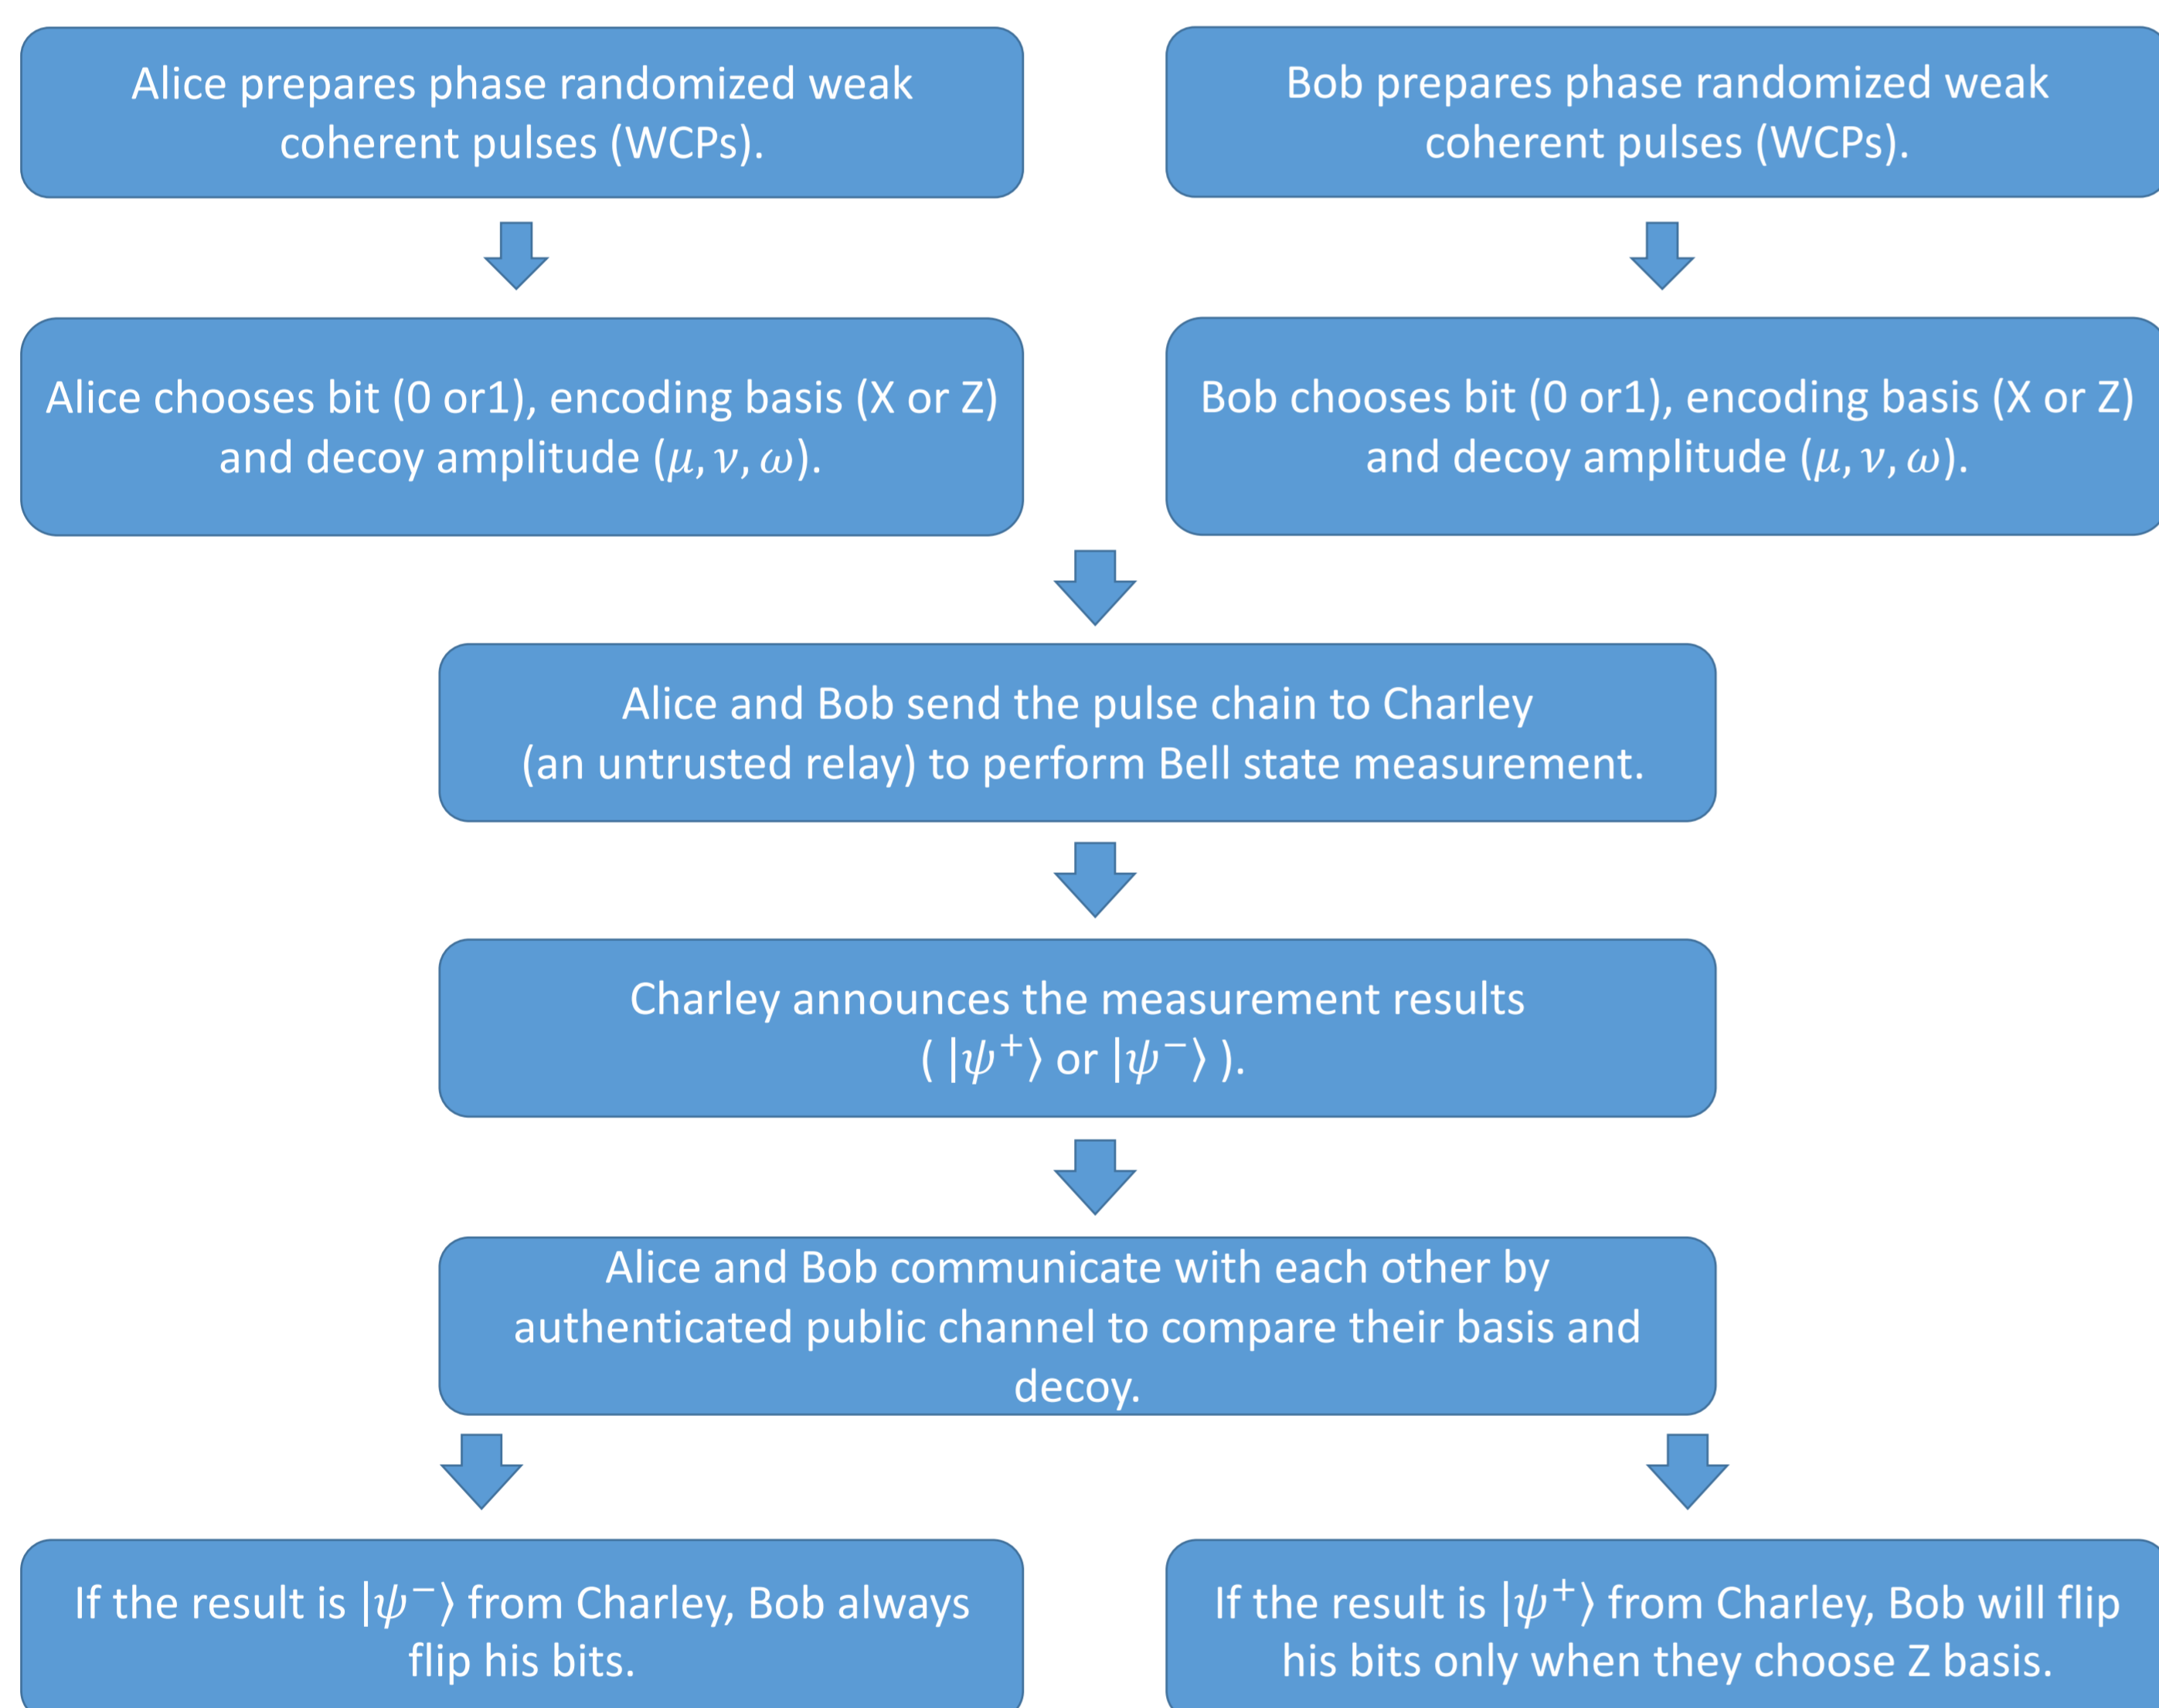 Alice prepares phase randomized weak
coherent pulses (WCPs).
Bob prepares phase randomized weak
coherent pulses (WCPs).
Alice chooses bit (0 or1), encoding basis (X or Z)
and decoy amplitude (μ, ν, ω).
Bob chooses bit (0 or1), encoding basis (X or Z)
and decoy amplitude (μ, ν, ω).
Alice and Bob send the pulse chain to Charley
(an untrusted relay) to perform Bell state measurement.
Charley announces the measurement results
( |ψ⁺⟩ or |ψ⁻⟩ ).
Alice and Bob communicate with each other by
authenticated public channel to compare their basis and
decoy.
If the result is |ψ⁻⟩ from Charley, Bob always
flip his bits.
If the result is |ψ⁺⟩ from Charley, Bob will flip
his bits only when they choose Z basis.